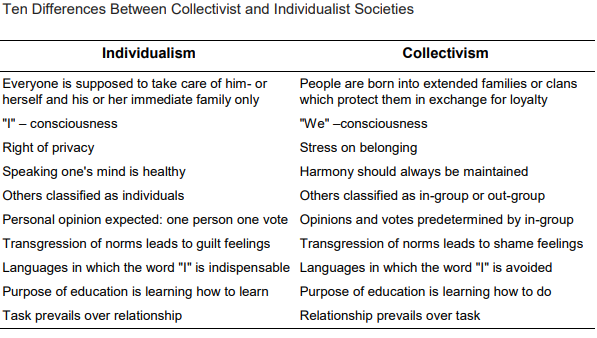 Ten Differences Between Collectivist and Individualist Societies
Individualism Collectivism
Everyone is supposed to take care of him- or People are born into extended families or clans
herself and his or her immediate family only which protect them in exchange for loyalty
"I" – consciousness "We" –consciousness
Right of privacy Stress on belonging
Speaking one's mind is healthy Harmony should always be maintained
Others classified as individuals Others classified as in-group or out-group
Personal opinion expected: one person one vote Opinions and votes predetermined by in-group
Transgression of norms leads to guilt feelings Transgression of norms leads to shame feelings
Languages in which the word "I" is indispensable Languages in which the word "I" is avoided
Purpose of education is learning how to learn Purpose of education is learning how to do
Task prevails over relationship Relationship prevails over task